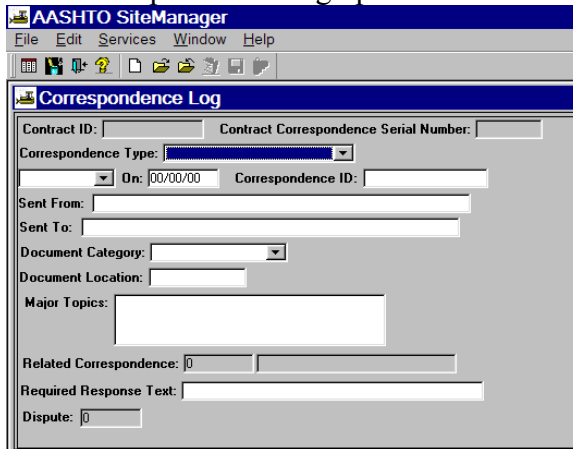 AASHTO SiteManager
File Edit Services Window Help
Correspondence Log
Contract ID: Contract Correspondence Serial Number:
Correspondence Type:
On: 00/00/00 Correspondence ID:
Sent From:
Sent To:
Document Category:
Document Location:
Major Topics:
Related Correspondence: 0
Required Response Text:
Dispute: 0